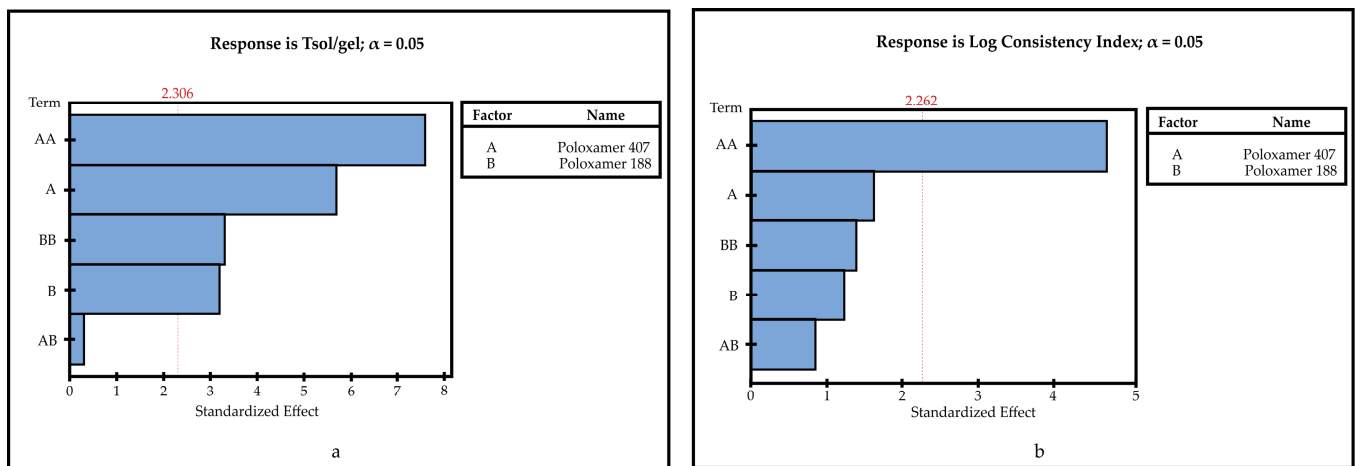 Response is Tsol/gel; α = 0.05
2.306
Term
AA
A
BB
B
AB
0 1 2 3 4 5 6 7 8
Standardized Effect
Factor Name
A Poloxamer 407
B Poloxamer 188
a
Response is Log Consistency Index; α = 0.05
2.262
Term
AA
A
BB
B
AB
0 1 2 3 4 5
Standardized Effect
Factor Name
A Poloxamer 407
B Poloxamer 188
b